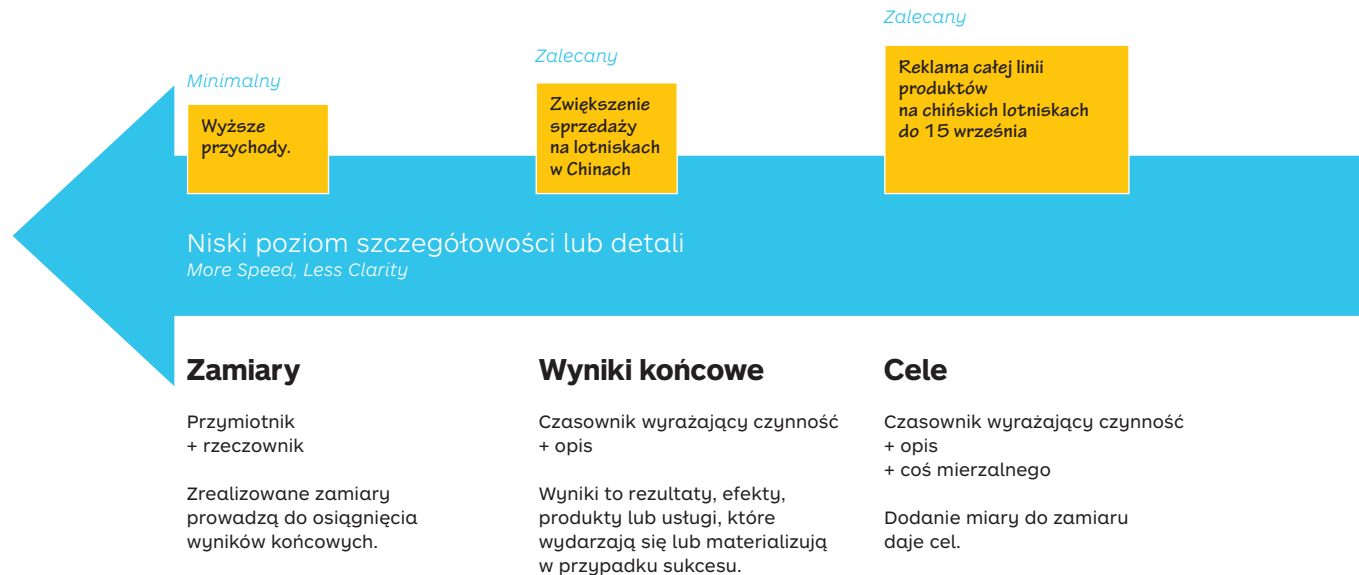 Minimalny
Wyższe
przychody.
Zalecany
Zwiększenie
sprzedaży
na lotniskach
w Chinach
Zalecany
Reklama całej linii
produktów
na chińskich lotniskach
do 15 września
Niski poziom szczegółowości lub detali
More Speed, Less Clarity
Zamiary
Przymiotnik
+ rzeczownik
Zrealizowane zamiary
prowadzą do osiągnięcia
wyników końcowych.
Wyniki końcowe
Czasownik wyrażający czynność
+ opis
Wyniki to rezultaty, efekty,
produkty lub usługi, które
wydarzają się lub materializują
w przypadku sukcesu.
Cele
Czasownik wyrażający czynność
+ opis
+ coś mierzalnego
Dodanie miary do zamiaru
daje cel.